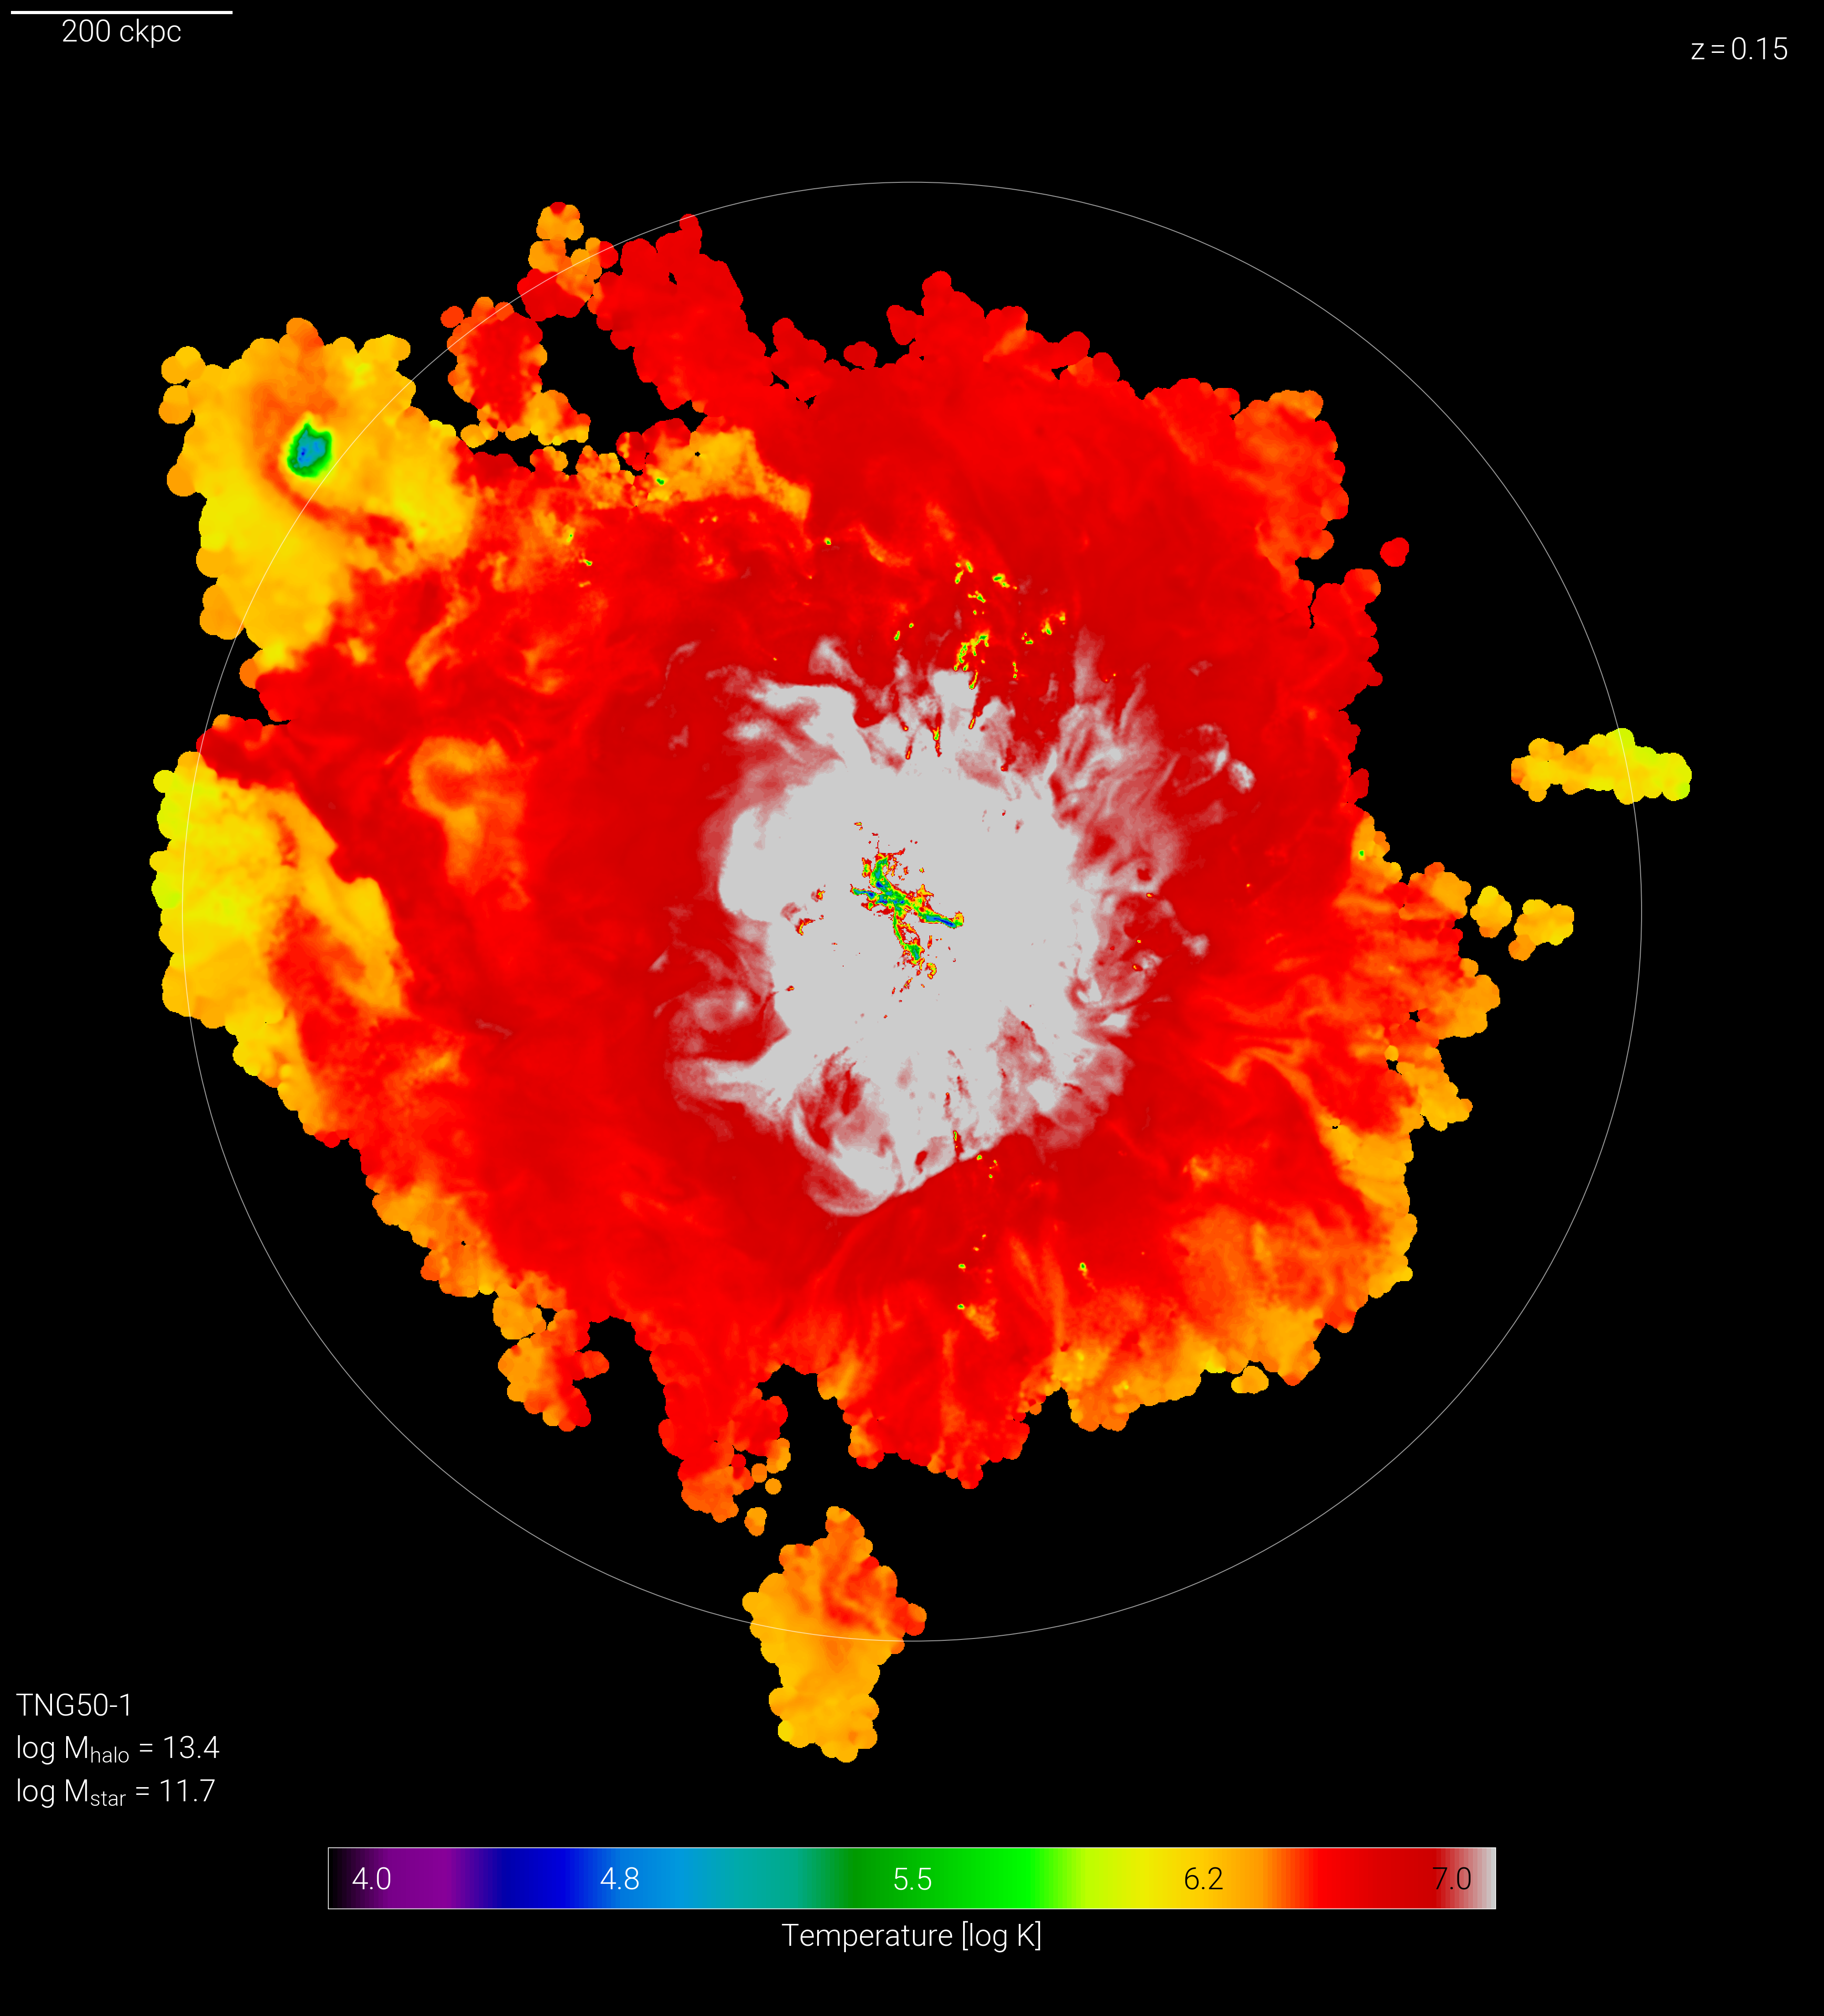 200 ckpc
z = 0.15
TNG50-1
log Mhalo = 13.4
log Mstar = 11.7
4.0 4.8 5.5 6.2 7.0
Temperature [log K]